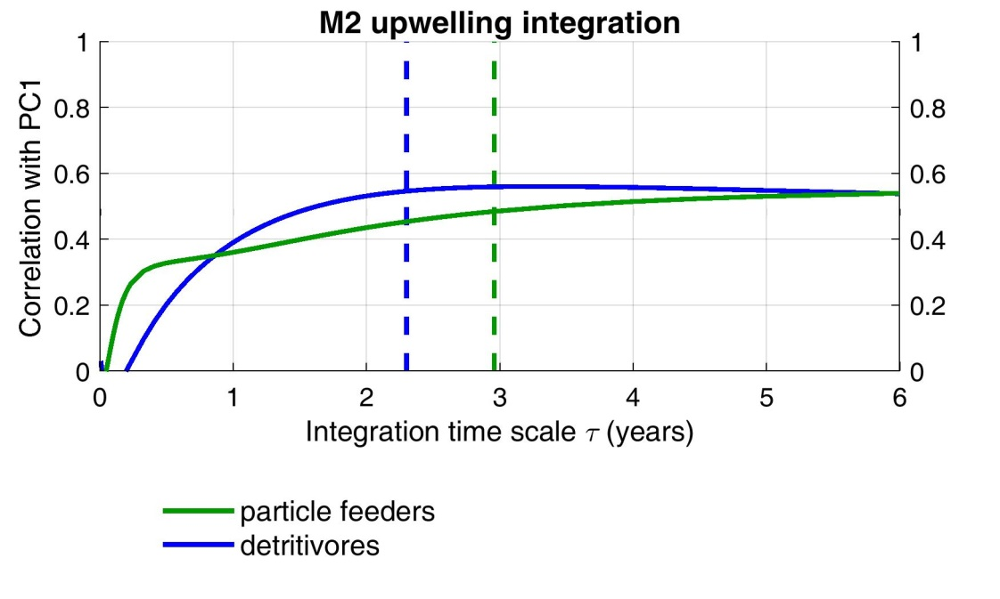 M2 upwelling integration
Correlation with PC1
1
0.8
0.6
0.4
0.2
0
1
0.8
0.6
0.4
0.2
0
0 1 2 3 4 5 6
Integration time scale τ (years)
particle feeders
detritivores